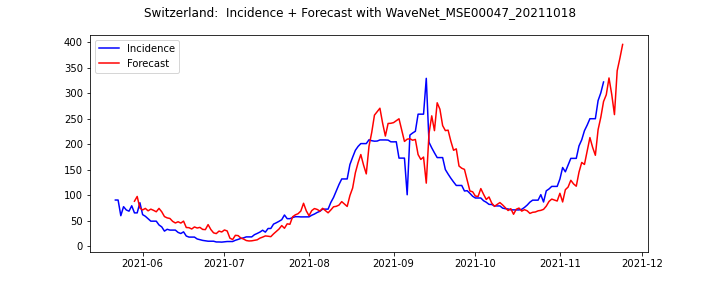 Switzerland:  Incidence + Forecast with WaveNet_MSE00047_20211018
400
350
300
250
200
150
100
50
0
Incidence
Forecast
2021-06 2021-07 2021-08 2021-09 2021-10 2021-11 2021-12